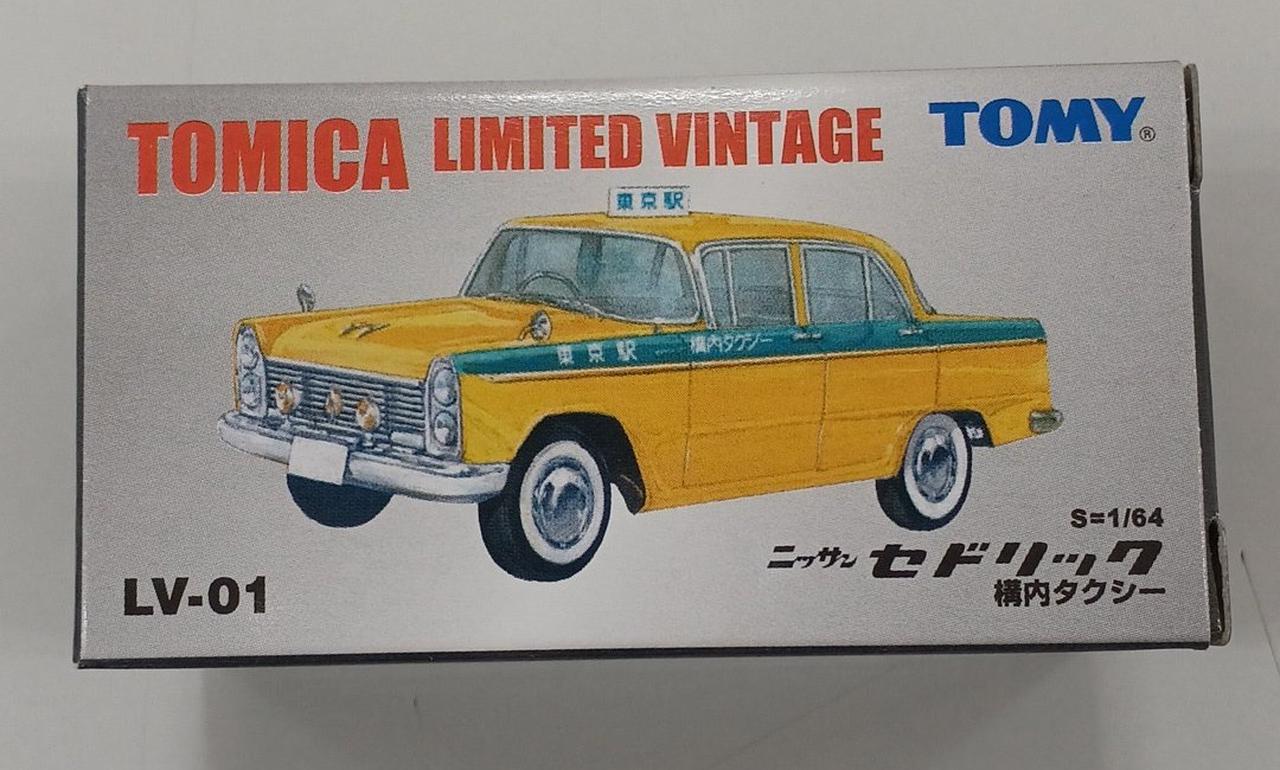 TOMICA LIMITED VINTAGE
TOMY®
東京駅
東京駅 構内タクシー
S=1/64
ニッサン セドリック
構内タクシー
LV-01